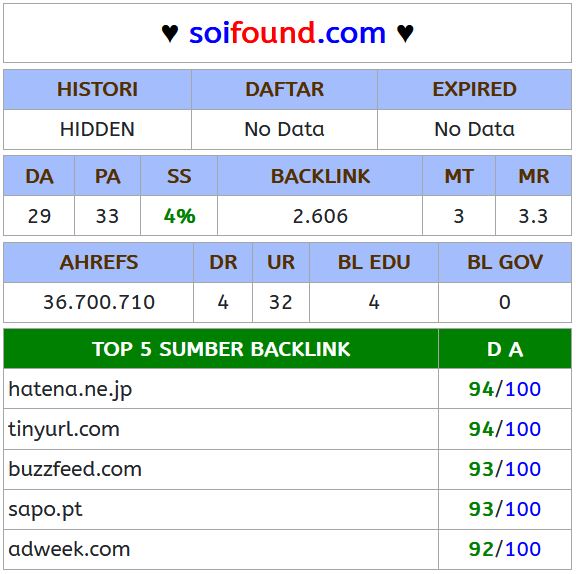 ♥ soifound.com ♥
HISTORI DAFTAR EXPIRED
HIDDEN No Data No Data
DA PA SS BACKLINK MT MR
29 33 4% 2.606 3 3.3
AHREFS DR UR BL EDU BL GOV
36.700.710 4 32 4 0
TOP 5 SUMBER BACKLINK D A
hatena.ne.jp 94/100
tinyurl.com 94/100
buzzfeed.com 93/100
sapo.pt 93/100
adweek.com 92/100